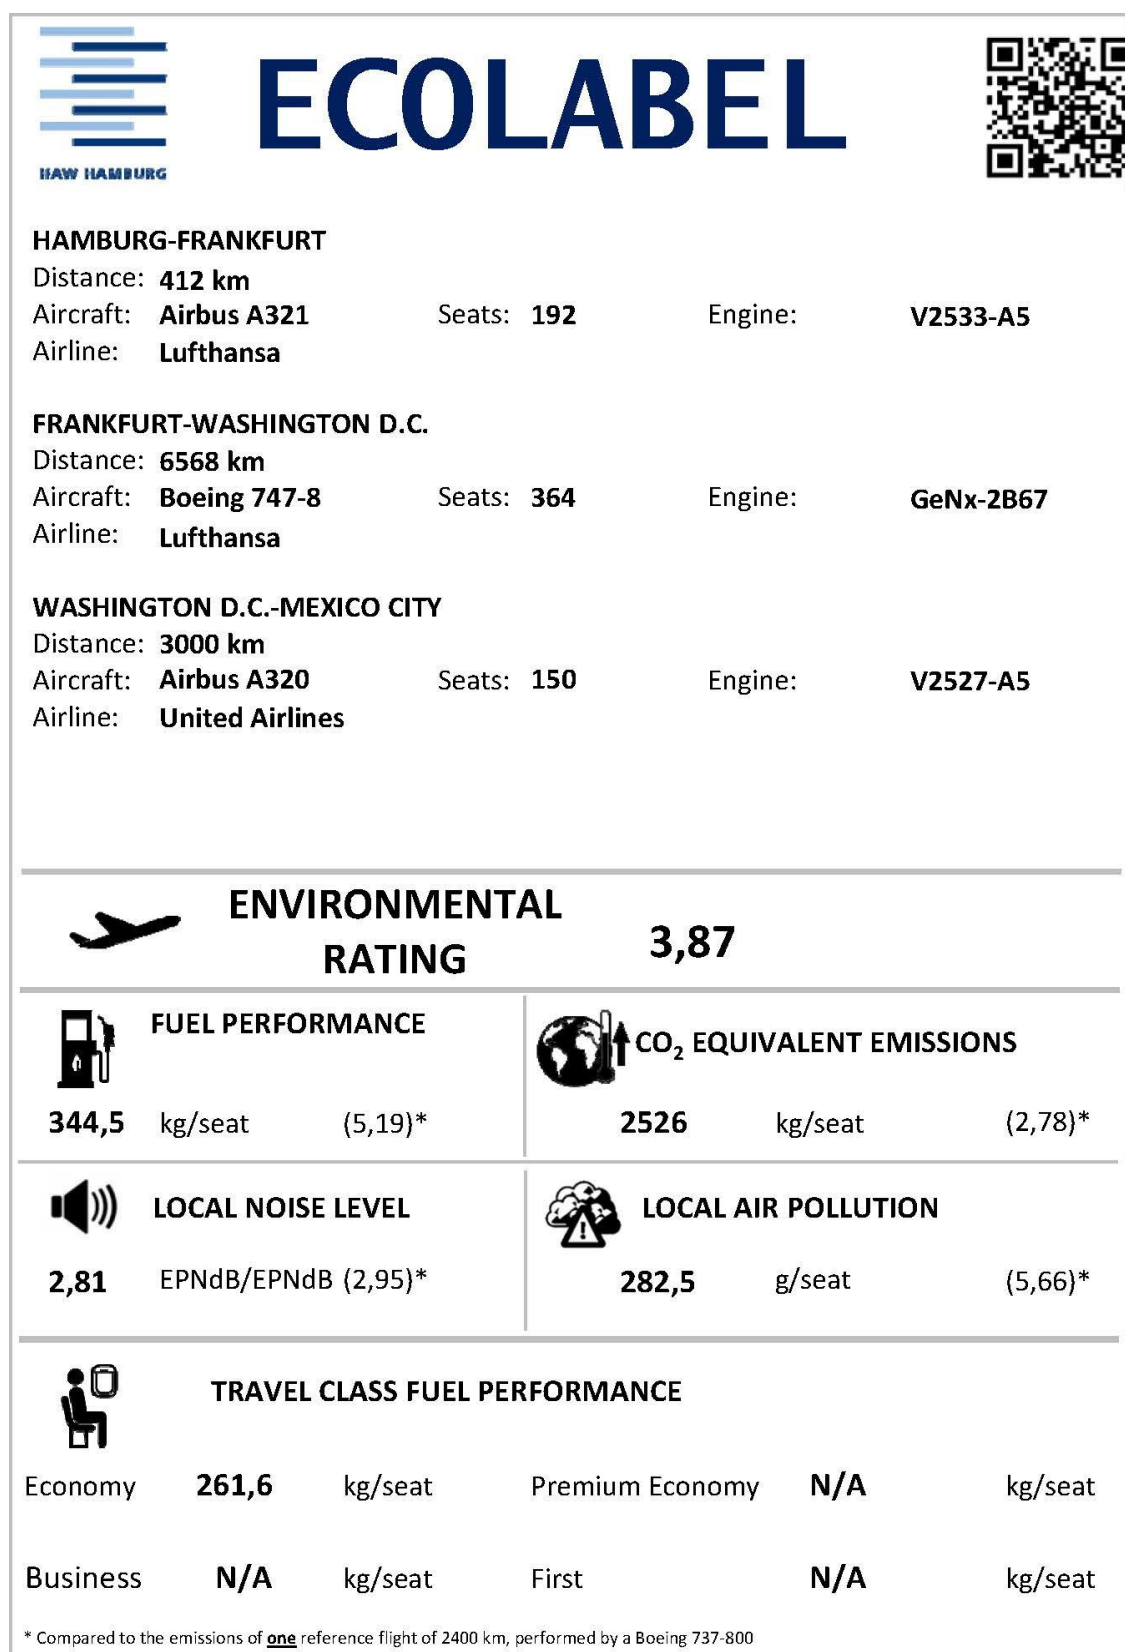 HAW HAMBURG
ECOLABEL
HAMBURG-FRANKFURT
Distance: 412 km
Aircraft: Airbus A321 Seats: 192 Engine: V2533-A5
Airline: Lufthansa
FRANKFURT-WASHINGTON D.C.
Distance: 6568 km
Aircraft: Boeing 747-8 Seats: 364 Engine: GeNx-2B67
Airline: Lufthansa
WASHINGTON D.C.-MEXICO CITY
Distance: 3000 km
Aircraft: Airbus A320 Seats: 150 Engine: V2527-A5
Airline: United Airlines
ENVIRONMENTAL
RATING
3,87
FUEL PERFORMANCE
344,5 kg/seat (5,19)*
CO₂ EQUIVALENT EMISSIONS
2526 kg/seat (2,78)*
LOCAL NOISE LEVEL
2,81 EPNdB/EPNdB (2,95)*
LOCAL AIR POLLUTION
282,5 g/seat (5,66)*
TRAVEL CLASS FUEL PERFORMANCE
Economy 261,6 kg/seat Premium Economy N/A kg/seat
Business N/A kg/seat First N/A kg/seat
* Compared to the emissions of one reference flight of 2400 km, performed by a Boeing 737-800